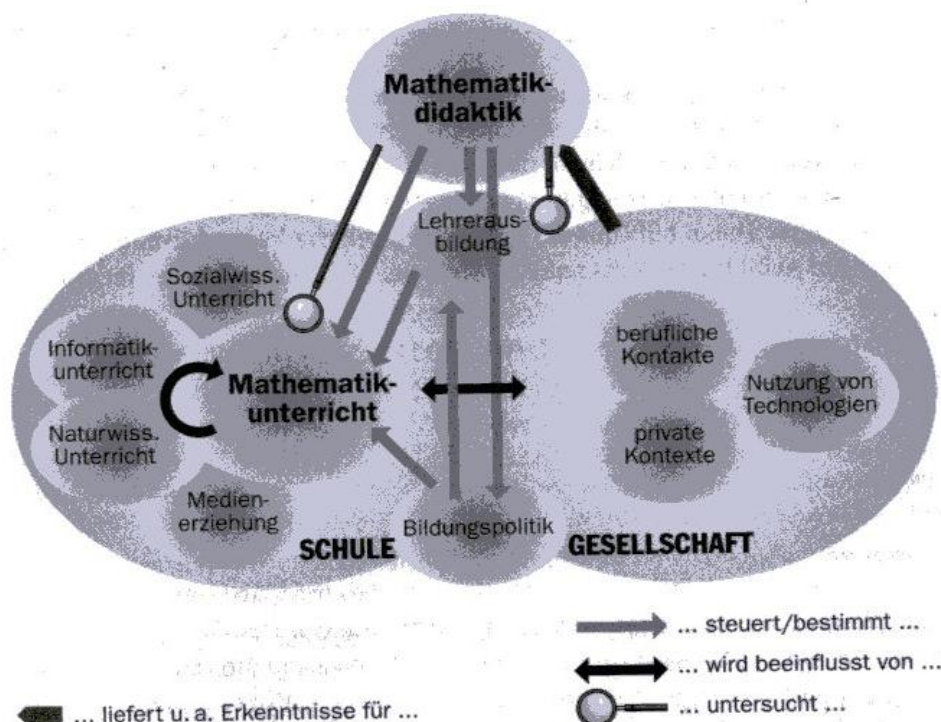 Mathematik-
didaktik
Lehreraus-
bildung
Sozialwiss.
Unterricht
Informatik-
unterricht
Mathematik-
unterricht
Naturwiss.
Unterricht
Medien-
erziehung
SCHULE
Bildungspolitik
GESELLSCHAFT
berufliche
Kontakte
Nutzung von
Technologien
private
Kontexte
... steuert/bestimmt ...
... wird beeinflusst von ...
... untersucht ...
... liefert u. a. Erkenntnisse für ...